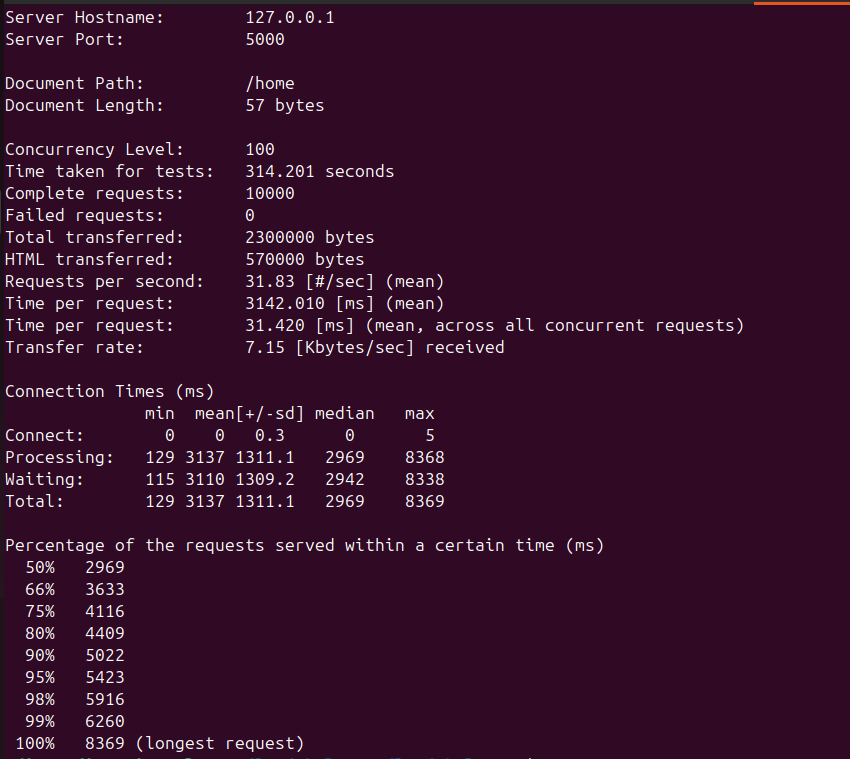 Server Hostname:        127.0.0.1
Server Port:            5000
Document Path:          /home
Document Length:        57 bytes
Concurrency Level:      100
Time taken for tests:   314.201 seconds
Complete requests:      10000
Failed requests:        0
Total transferred:      2300000 bytes
HTML transferred:       570000 bytes
Requests per second:    31.83 [#/sec] (mean)
Time per request:       3142.010 [ms] (mean)
Time per request:       31.420 [ms] (mean, across all concurrent requests)
Transfer rate:          7.15 [Kbytes/sec] received
Connection Times (ms)
              min  mean[+/-sd] median   max
Connect:        0    0   0.3      0       5
Processing:   129 3137 1311.1   2969    8368
Waiting:      115 3110 1309.2   2942    8338
Total:        129 3137 1311.1   2969    8369
Percentage of the requests served within a certain time (ms)
  50%   2969
  66%   3633
  75%   4116
  80%   4409
  90%   5022
  95%   5423
  98%   5916
  99%   6260
 100%   8369 (longest request)